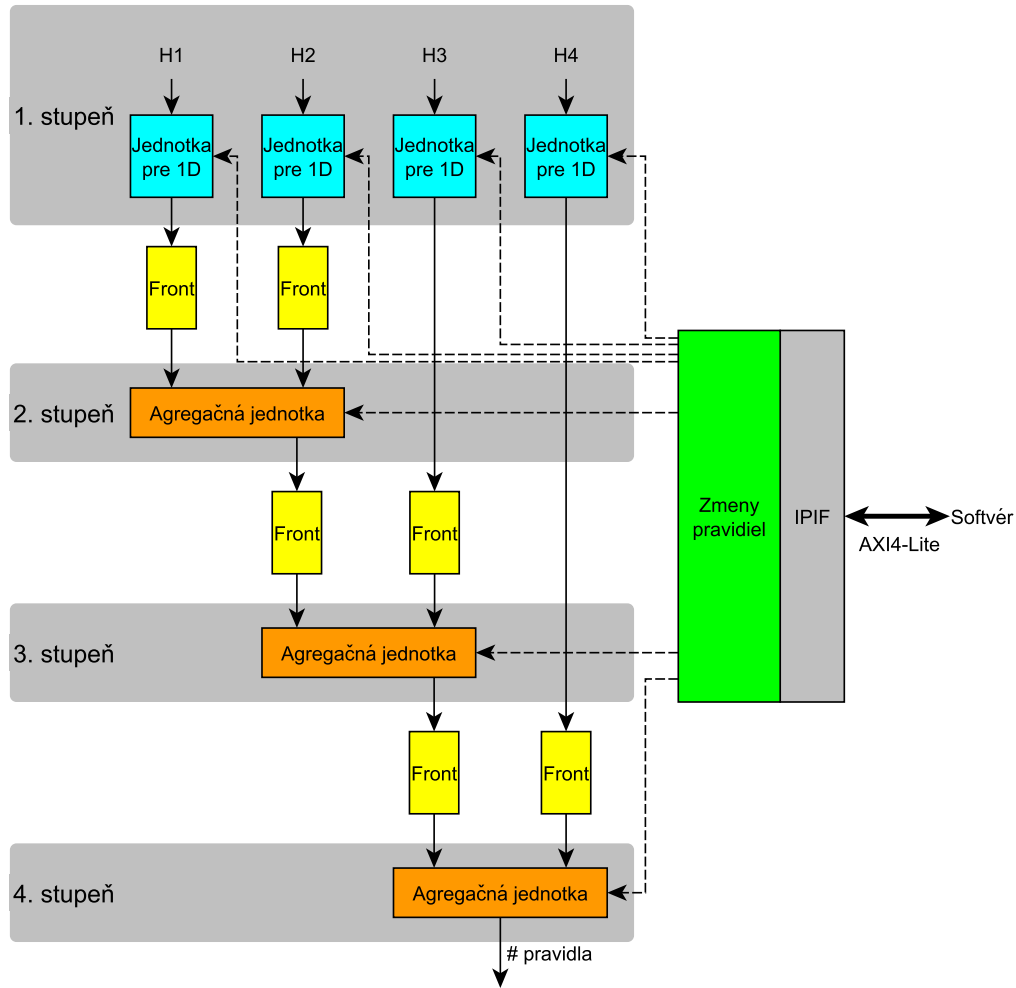 H1
H2
H3
H4
1. stupeň
Jednotka
pre 1D
Jednotka
pre 1D
Jednotka
pre 1D
Jednotka
pre 1D
Front
Front
2. stupeň
Agregačná jednotka
Zmeny
pravidiel
IPIF
Softvér
AXI4-Lite
Front
Front
3. stupeň
Agregačná jednotka
Front
Front
4. stupeň
Agregačná jednotka
# pravidla